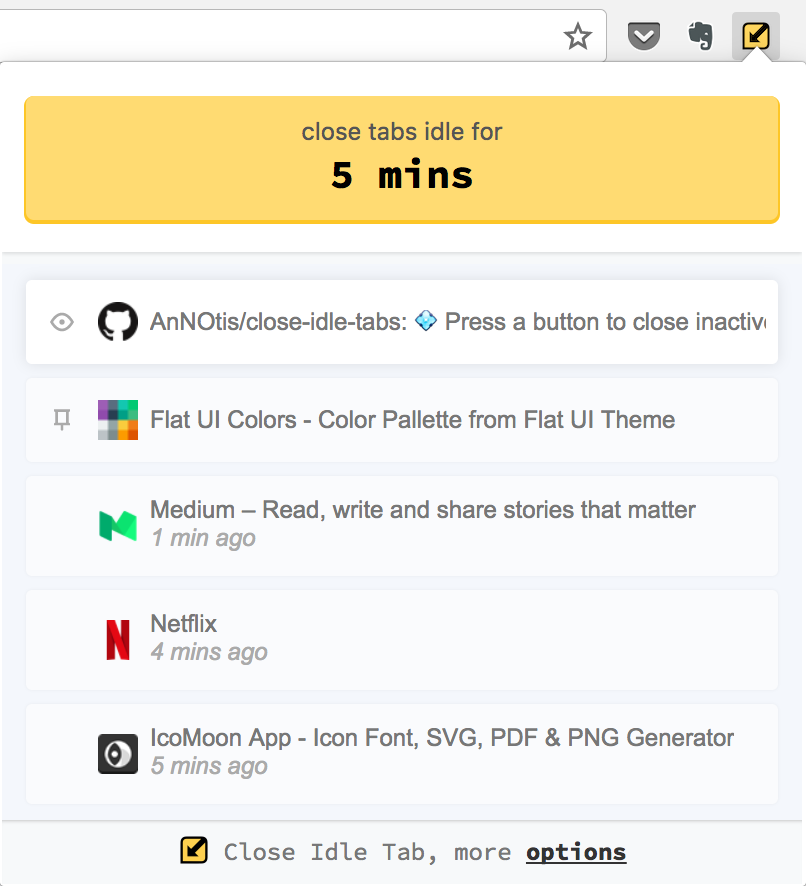 close tabs idle for
5 mins
AnNOtis/close-idle-tabs: 💠 Press a button to close inactive
Flat UI Colors - Color Pallette from Flat UI Theme
Medium – Read, write and share stories that matter
1 min ago
Netflix
4 mins ago
IcoMoon App - Icon Font, SVG, PDF & PNG Generator
5 mins ago
Close Idle Tab, more options